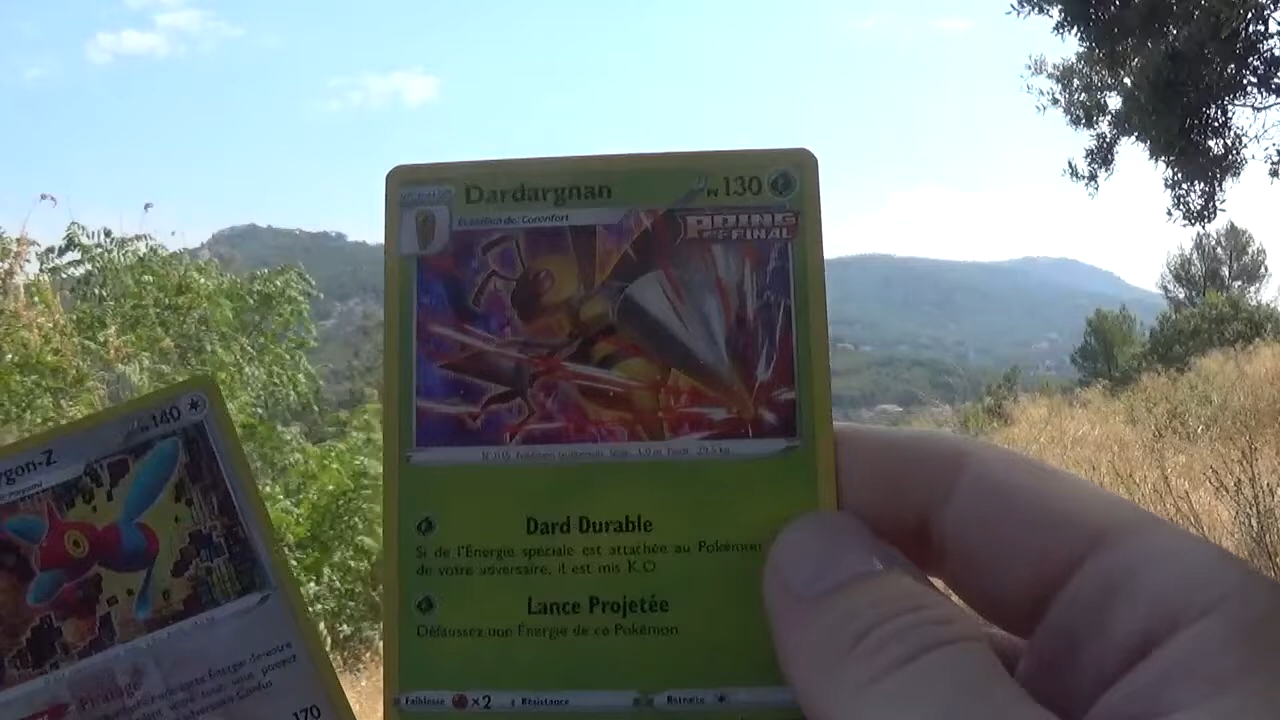 Dardargnan
PV 130
Évolution de Coconfort
POING
FINAL
Dard Durable
Si de l'Énergie spéciale est attachée au Pokémon
de votre adversaire, il est mis K.O.
Lance Projetée
Défaussez une Énergie de ce Pokémon.
Faiblesse ×2 Résistance Retraite
ygon-Z
PV 140
Piratage
170